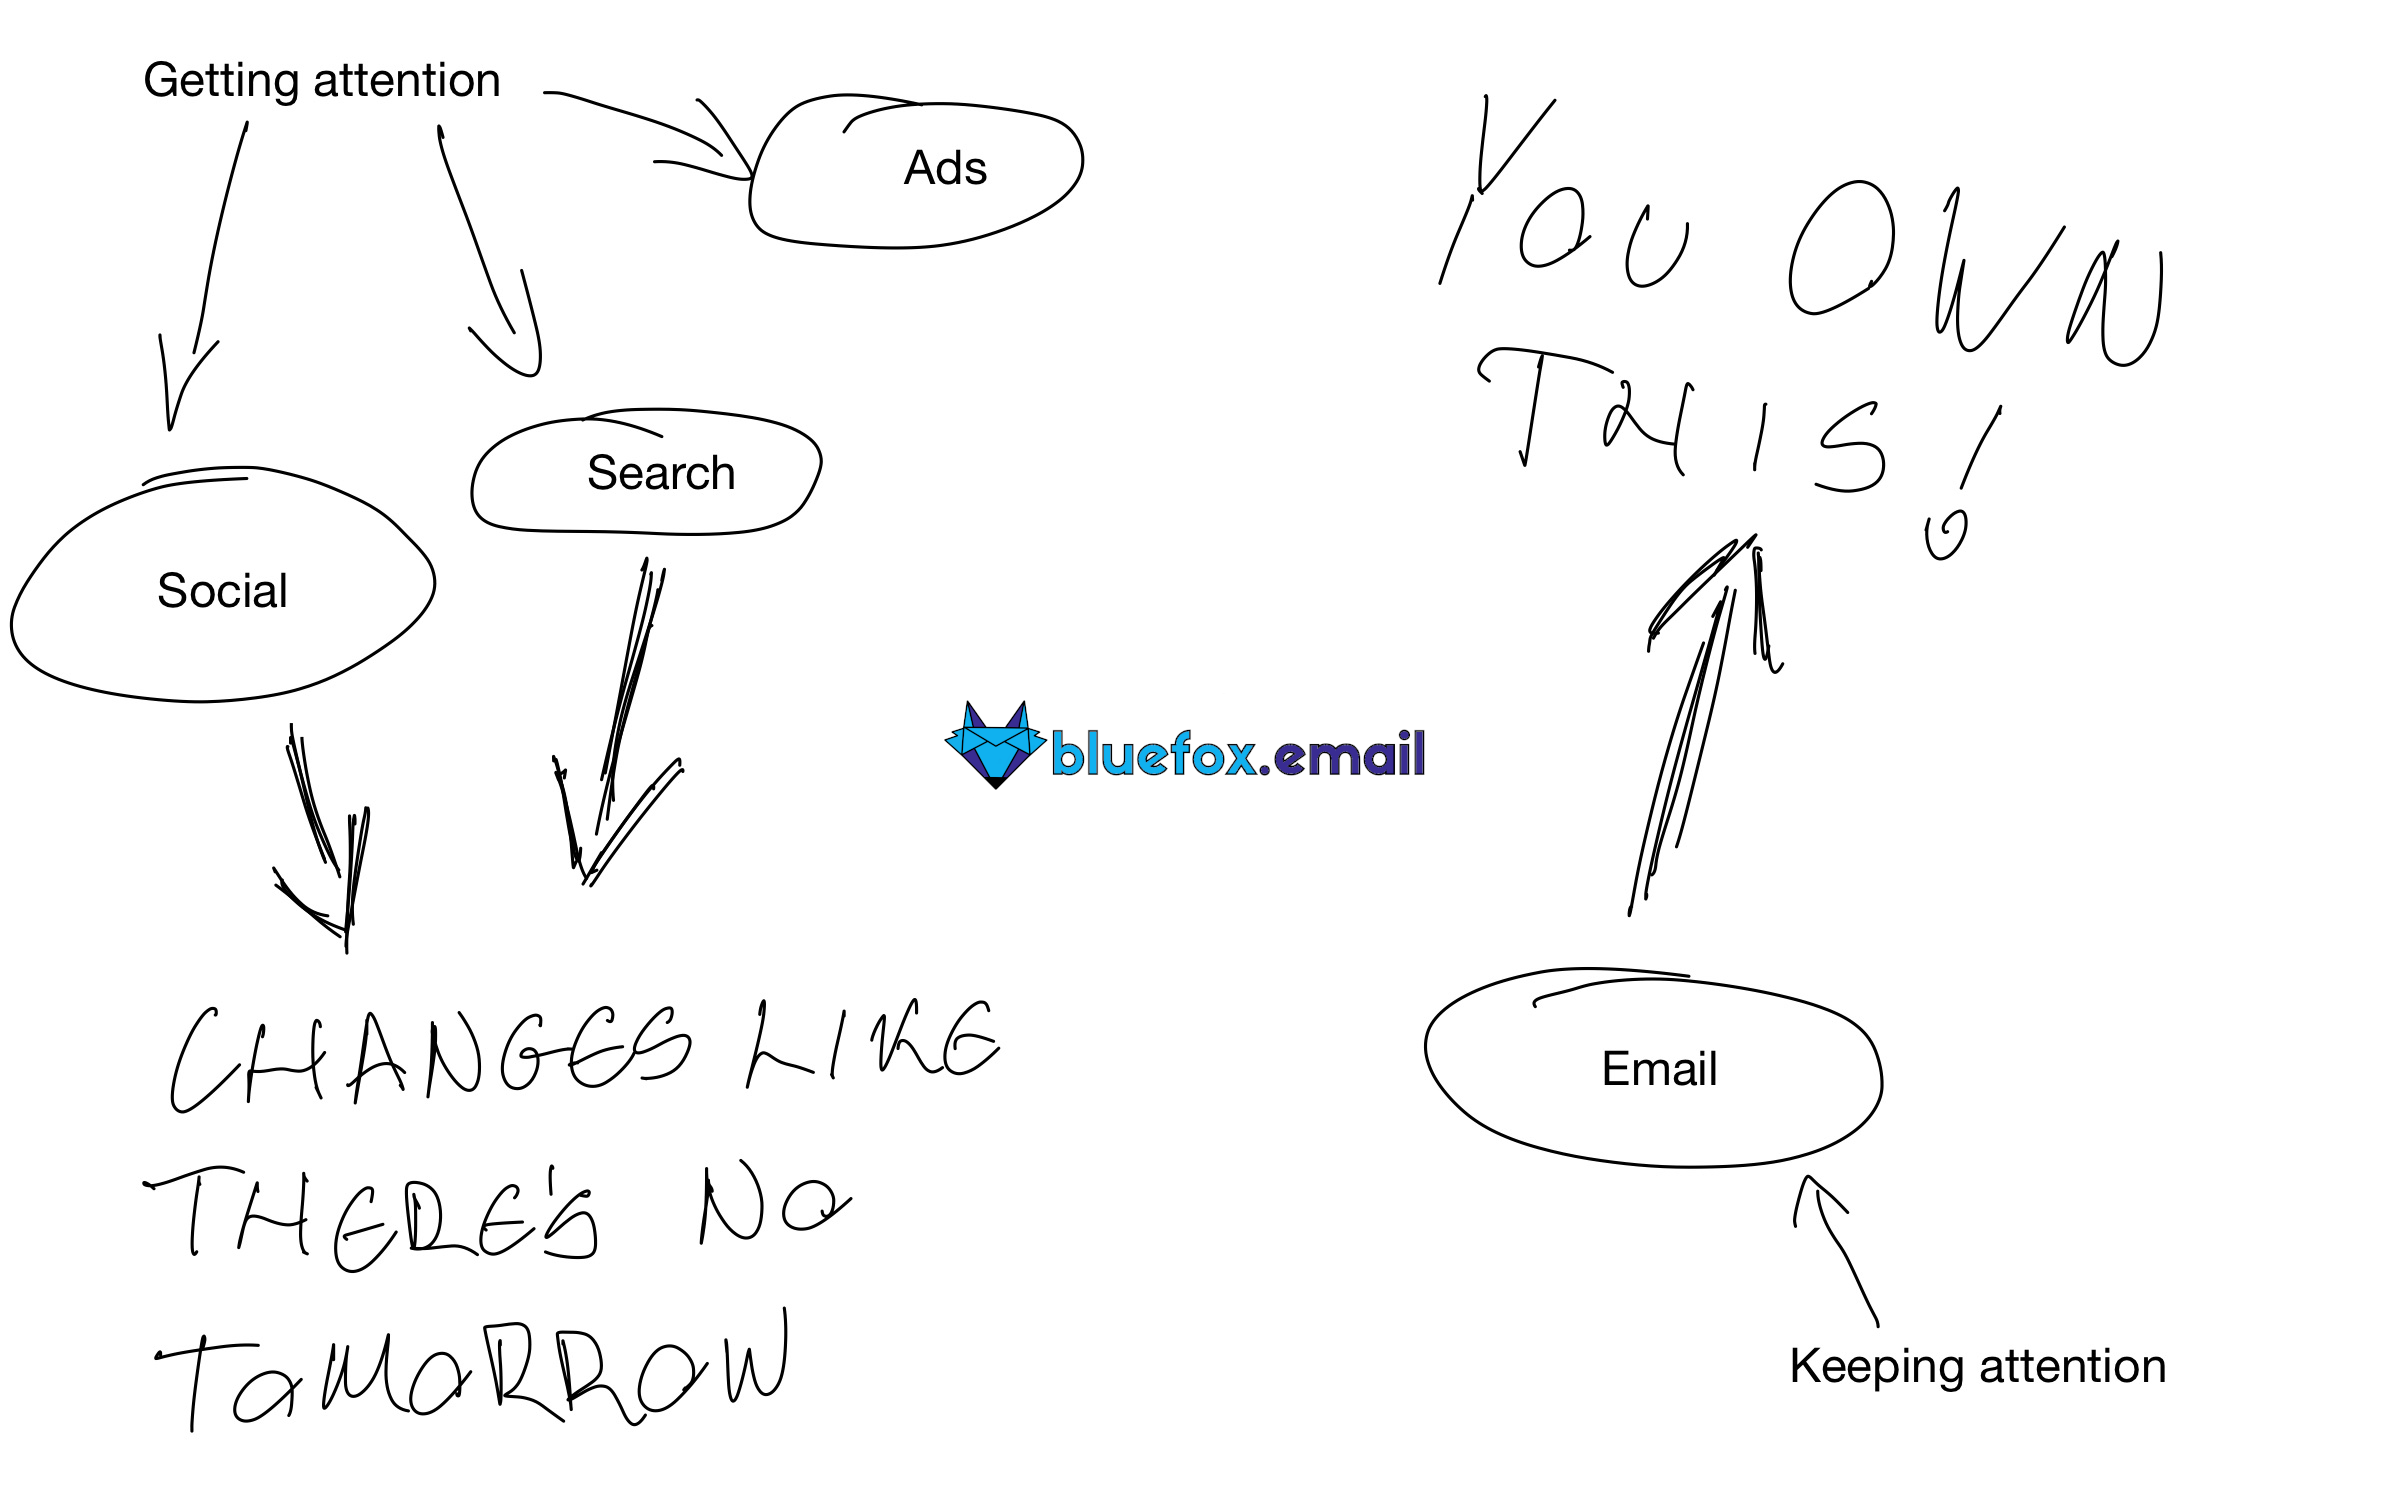 Getting attention
Ads
Search
Social
CHANGES LIKE
THERE'S NO
TOMORROW
bluefox.email
YOU OWN
THIS!
Email
Keeping attention